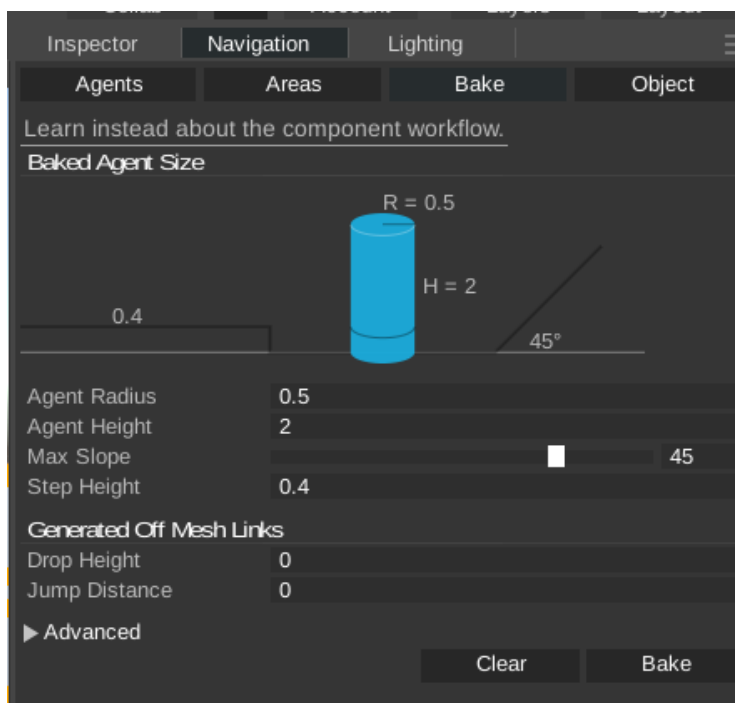 Inspector Navigation Lighting
Agents Areas Bake Object
Learn instead about the component workflow.
Baked Agent Size
R = 0.5
H = 2
0.4
45°
Agent Radius 0.5
Agent Height 2
Max Slope 45
Step Height 0.4
Generated Off Mesh Links
Drop Height 0
Jump Distance 0
Advanced
Clear Bake